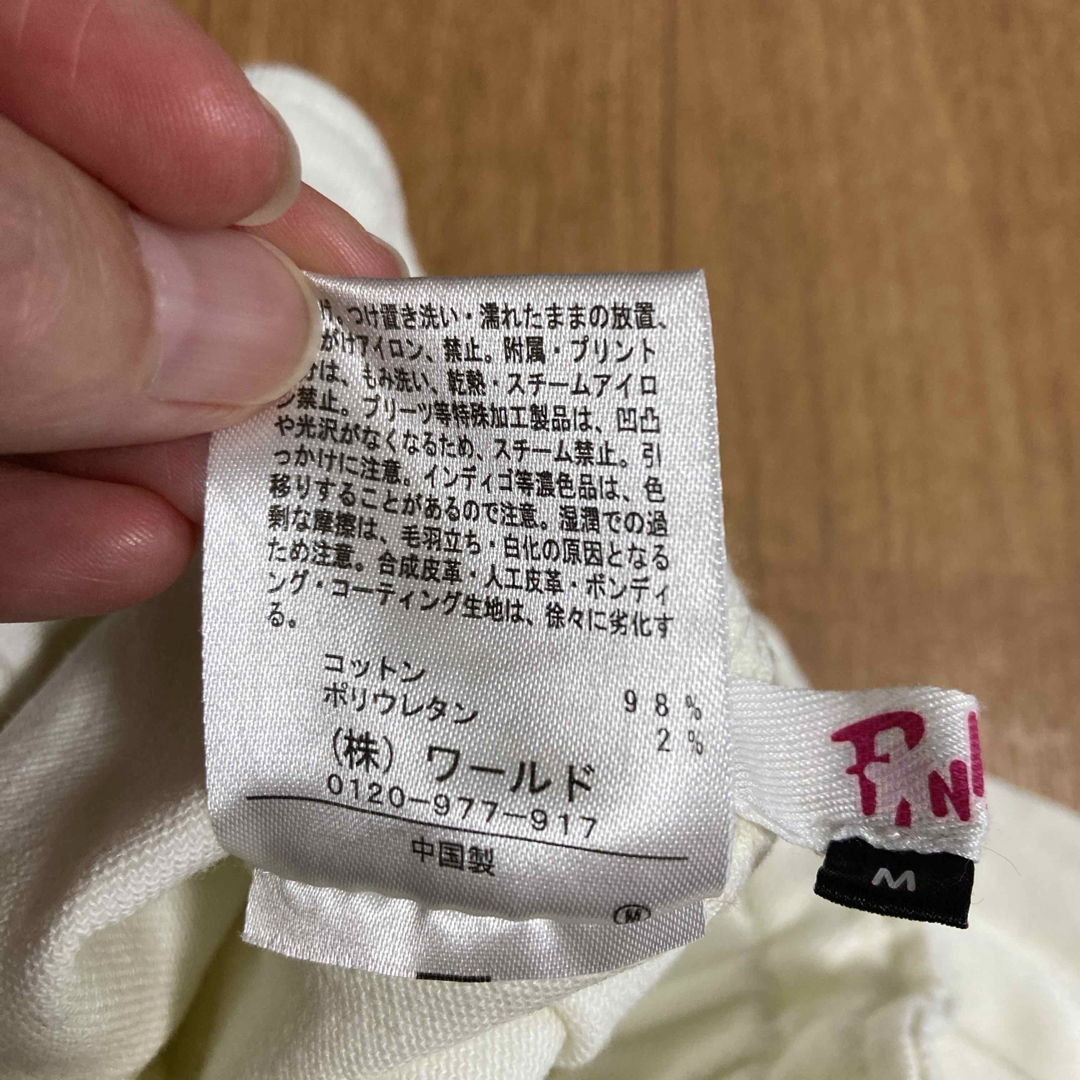 。つけ置き洗い・濡れたままの放置、
がけアイロン、禁止。附属・プリント
は、もみ洗い、乾熱・スチームアイロ
ン禁止。プリーツ等特殊加工製品は、凹凸
や光沢がなくなるため、スチーム禁止。引
っかけに注意。インディゴ等濃色品は、色
移りすることがあるので注意。湿潤での過
剰な摩擦は、毛羽立ち・白化の原因となる
ため注意。合成皮革・人工皮革・ボンディ
ング・コーティング生地は、徐々に劣化す
る。
コットン 98%
ポリウレタン 2%
(株) ワールド
0120-977-917
中国製
M
PIN
M